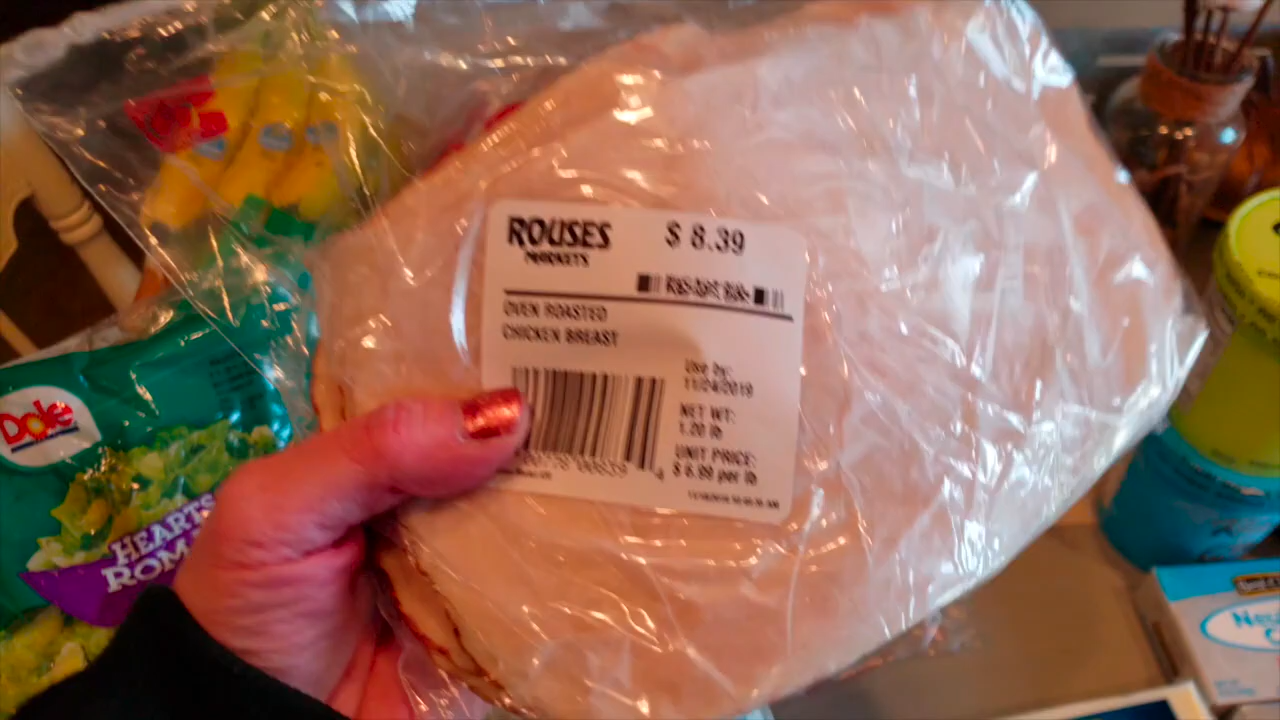 ROUSES
MARKETS
$ 8.39
OVEN ROASTED
CHICKEN BREAST
Use by:
11/24/2019
NET WT:
1.20 lb
UNIT PRICE:
$ 6.99 per lb
Dole
HEARTS
ROM